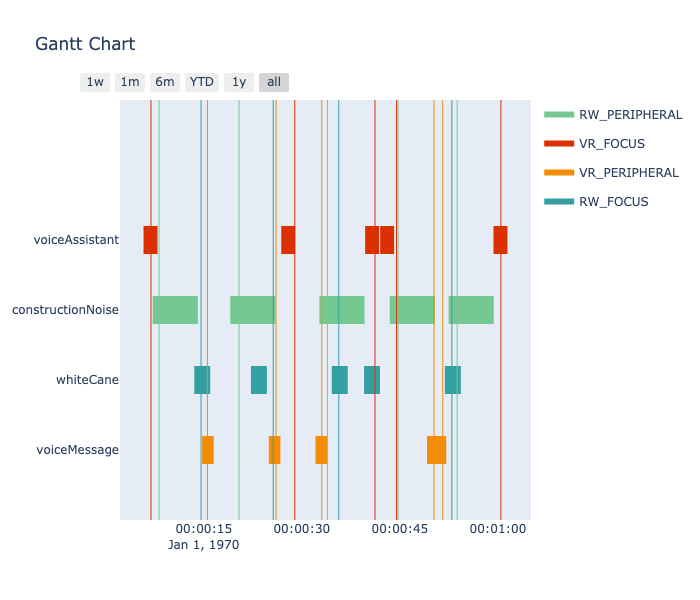 Gantt Chart
1w 1m 6m YTD 1y all
RW_PERIPHERAL
VR_FOCUS
VR_PERIPHERAL
RW_FOCUS
voiceAssistant
constructionNoise
whiteCane
voiceMessage
00:00:15 00:00:30 00:00:45 00:01:00
Jan 1, 1970